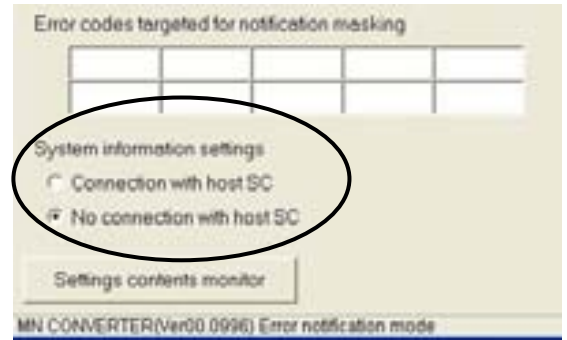 Error codes targeted for notification masking
System information settings
Connection with host SC
No connection with host SC
Settings contents monitor
MN CONVERTER(Ver00.0996) Error notification mode